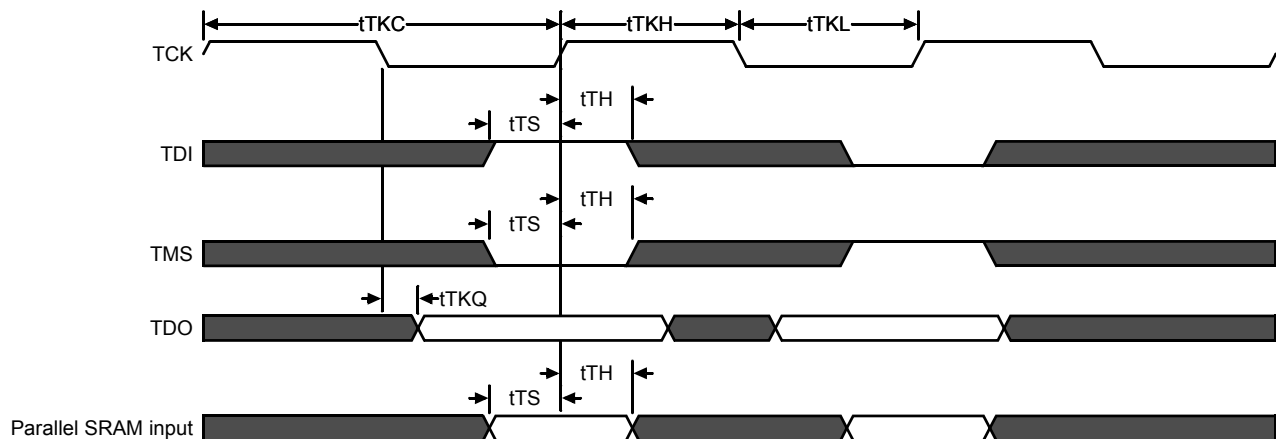 tTKC tTKH tTKL
TCK
tTH
tTS
TDI
tTH
tTS
TMS
tTKQ
TDO
tTH
tTS
Parallel SRAM input